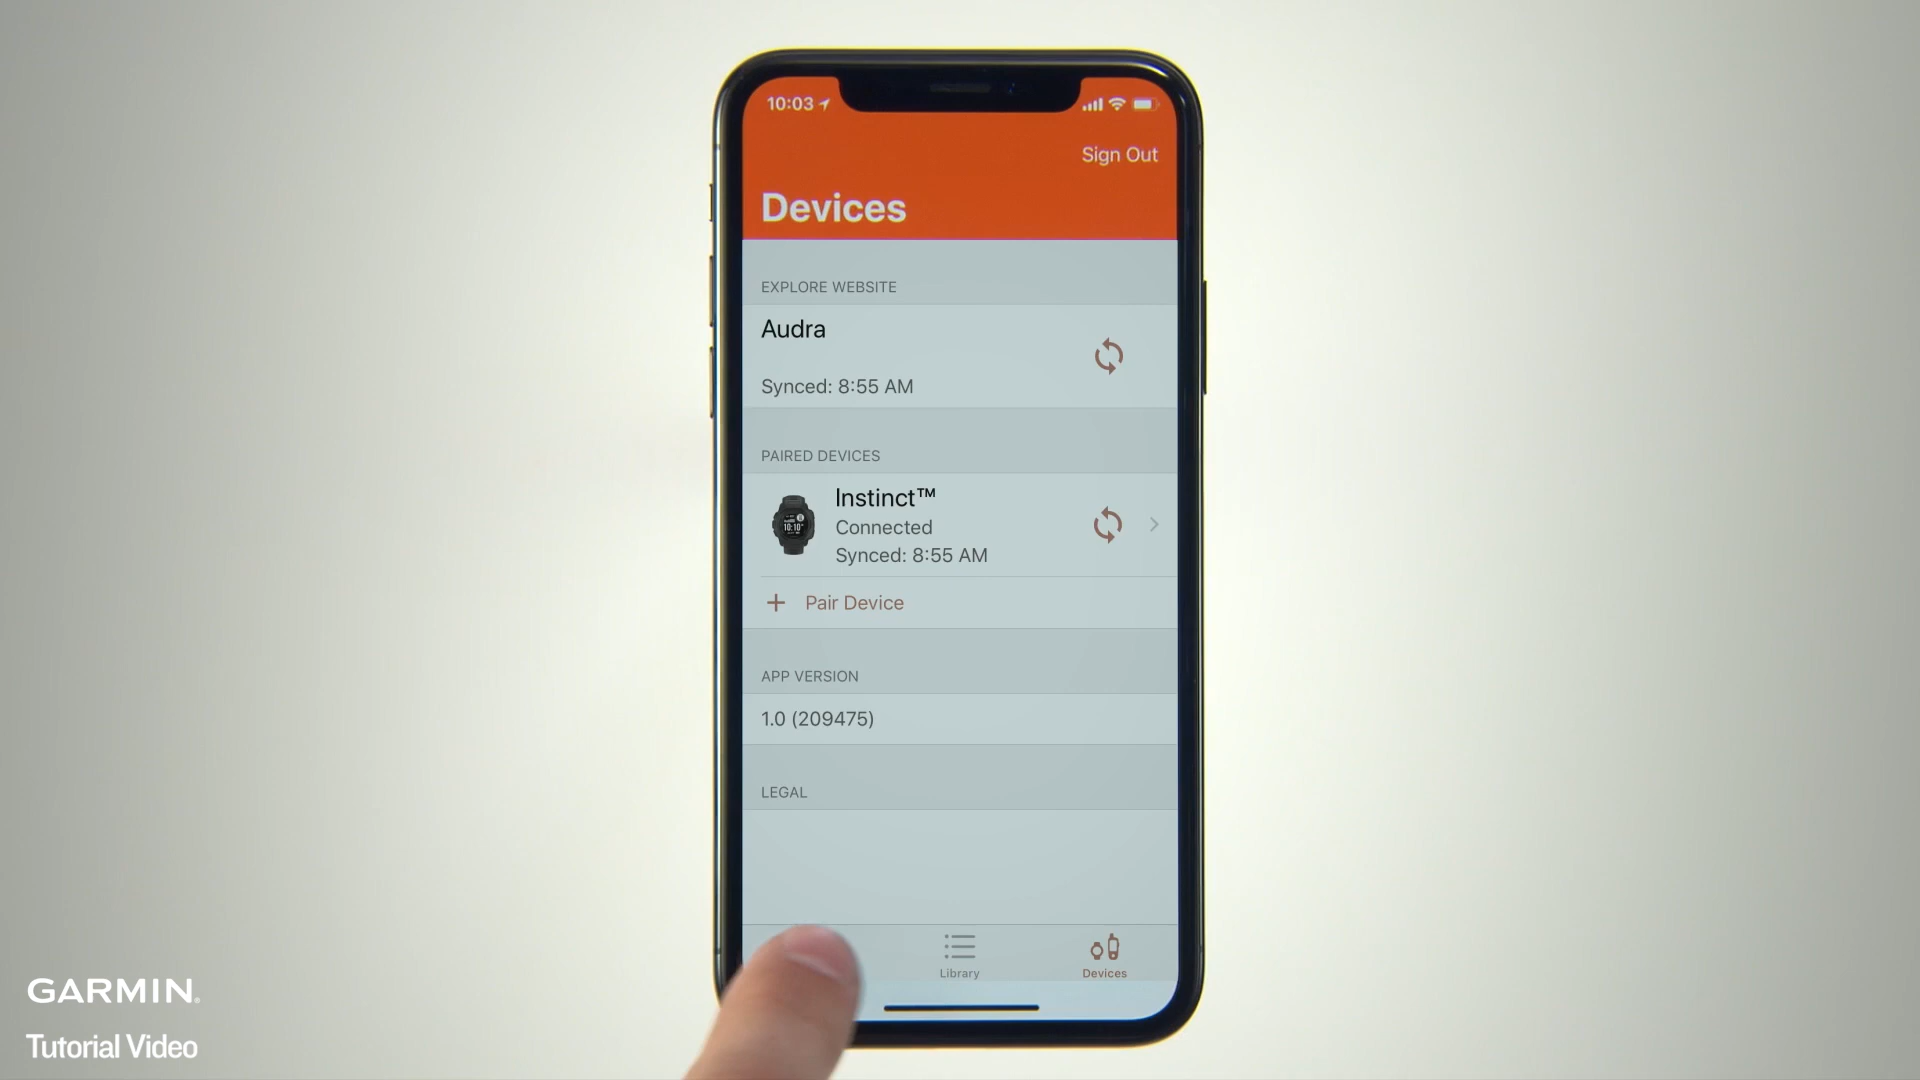 10:03
Sign Out
Devices
EXPLORE WEBSITE
Audra
Synced: 8:55 AM
PAIRED DEVICES
Instinct™
Connected
Synced: 8:55 AM
+ Pair Device
APP VERSION
1.0 (209475)
LEGAL
Library
Devices
GARMIN.
Tutorial Video